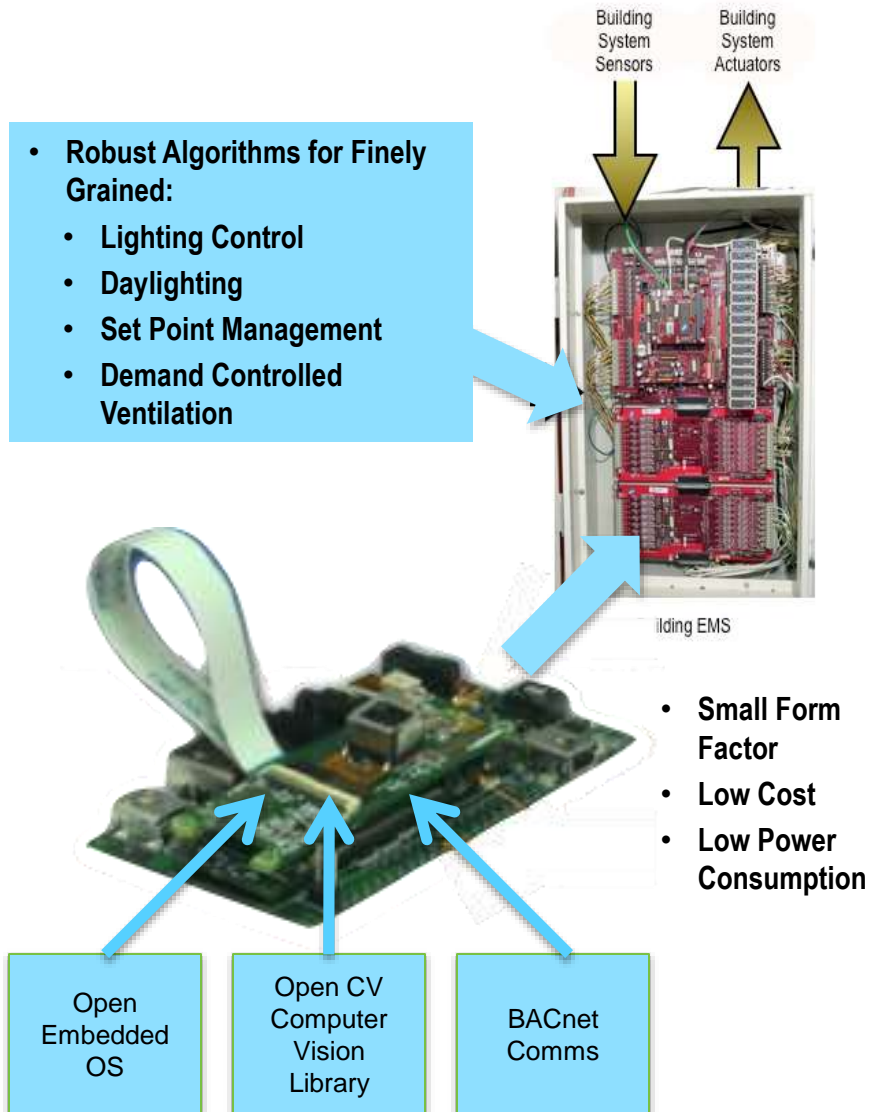 Building
System
Sensors
Building
System
Actuators
• Robust Algorithms for Finely
Grained:
• Lighting Control
• Daylighting
• Set Point Management
• Demand Controlled
Ventilation
ilding EMS
• Small Form
Factor
• Low Cost
• Low Power
Consumption
Open
Embedded
OS
Open CV
Computer
Vision
Library
BACnet
Comms